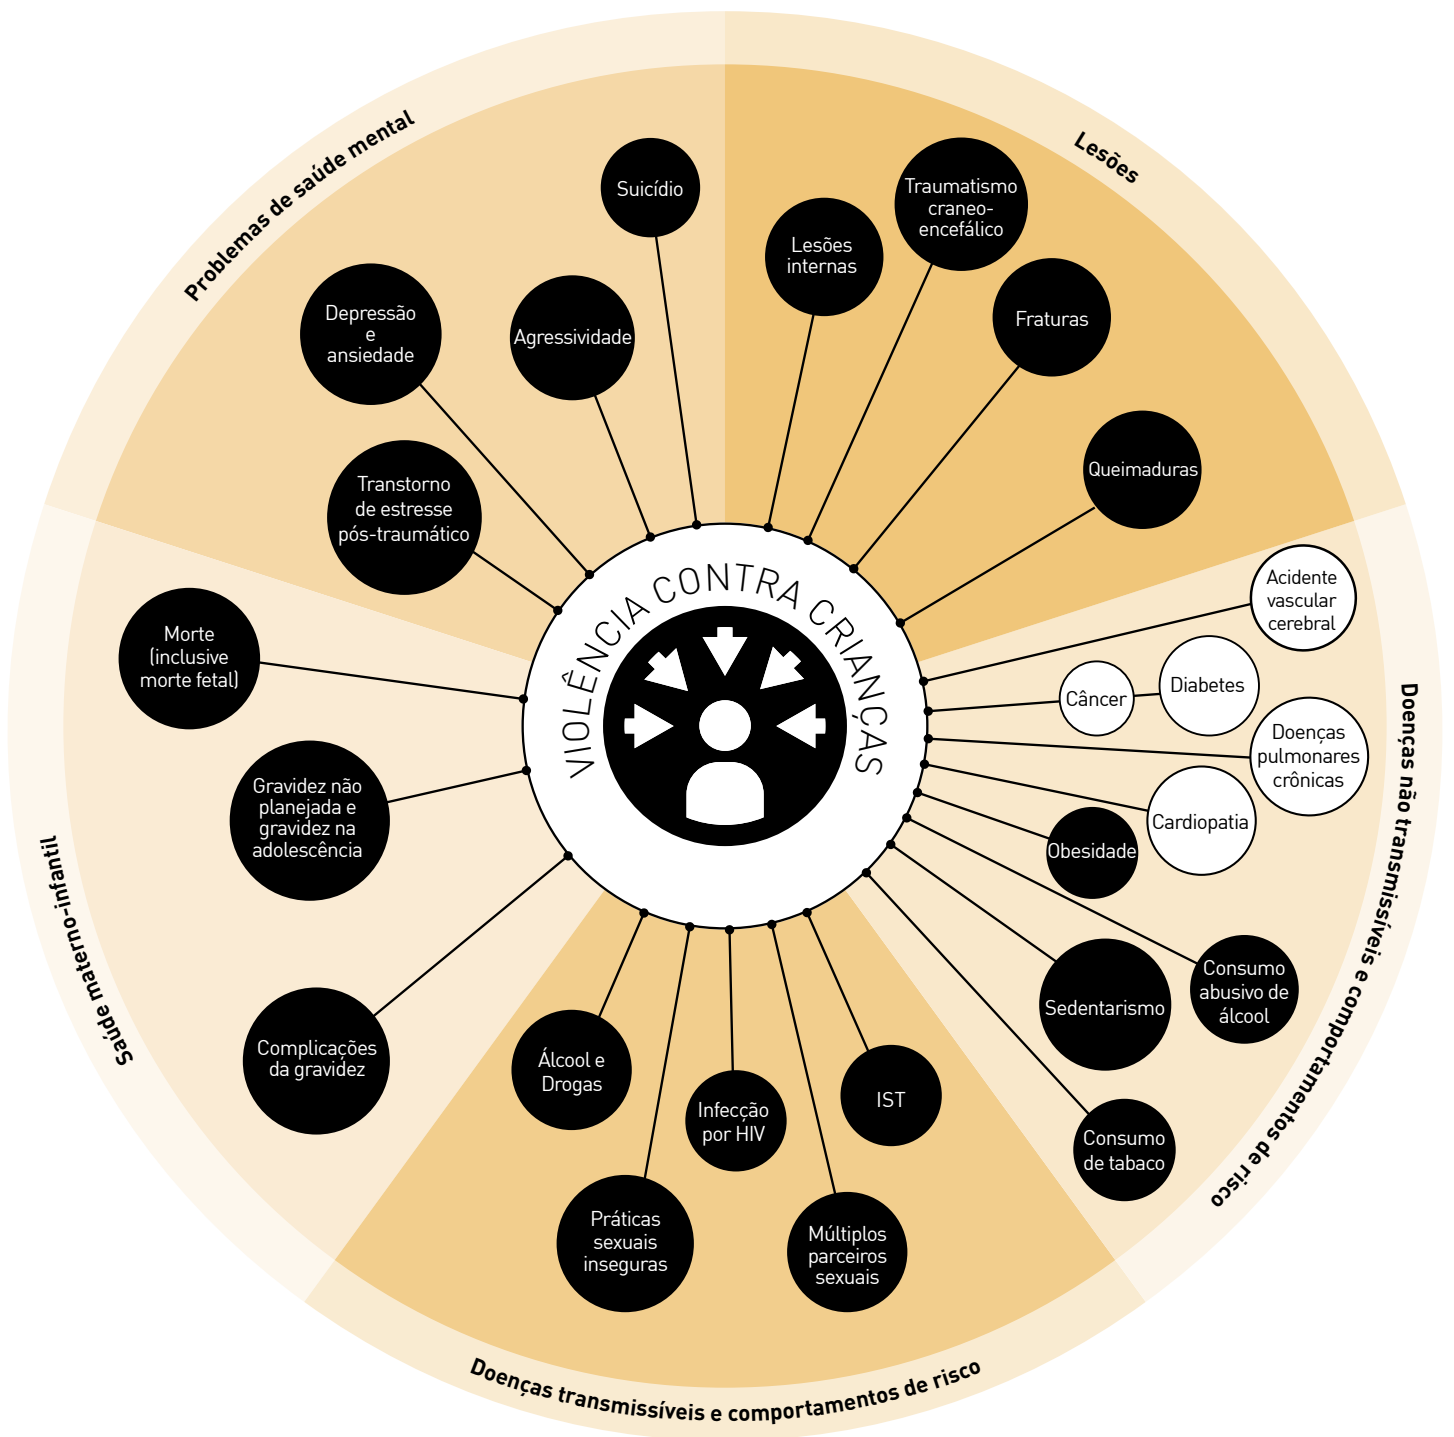 Problemas de saúde mental
Suicídio
Agressividade
Depressão
e
ansiedade
Transtorno
de estresse
pós-traumático
Lesões
Lesões
internas
Traumatismo
craneo-
encefálico
Fraturas
Queimaduras
VIOLÊNCIA CONTRA CRIANÇAS
Doenças não transmissíveis e comportamentos de risco
Acidente
vascular
cerebral
Câncer
Diabetes
Doenças
pulmonares
crônicas
Cardiopatia
Obesidade
Consumo
abusivo de
álcool
Sedentarismo
Consumo
de tabaco
Doenças transmissíveis e comportamentos de risco
IST
Múltiplos
parceiros
sexuais
Infecção
por HIV
Práticas
sexuais
inseguras
Álcool e
Drogas
Saúde materno-infantil
Complicações
da gravidez
Gravidez não
planejada e
gravidez na
adolescência
Morte
(inclusive
morte fetal)